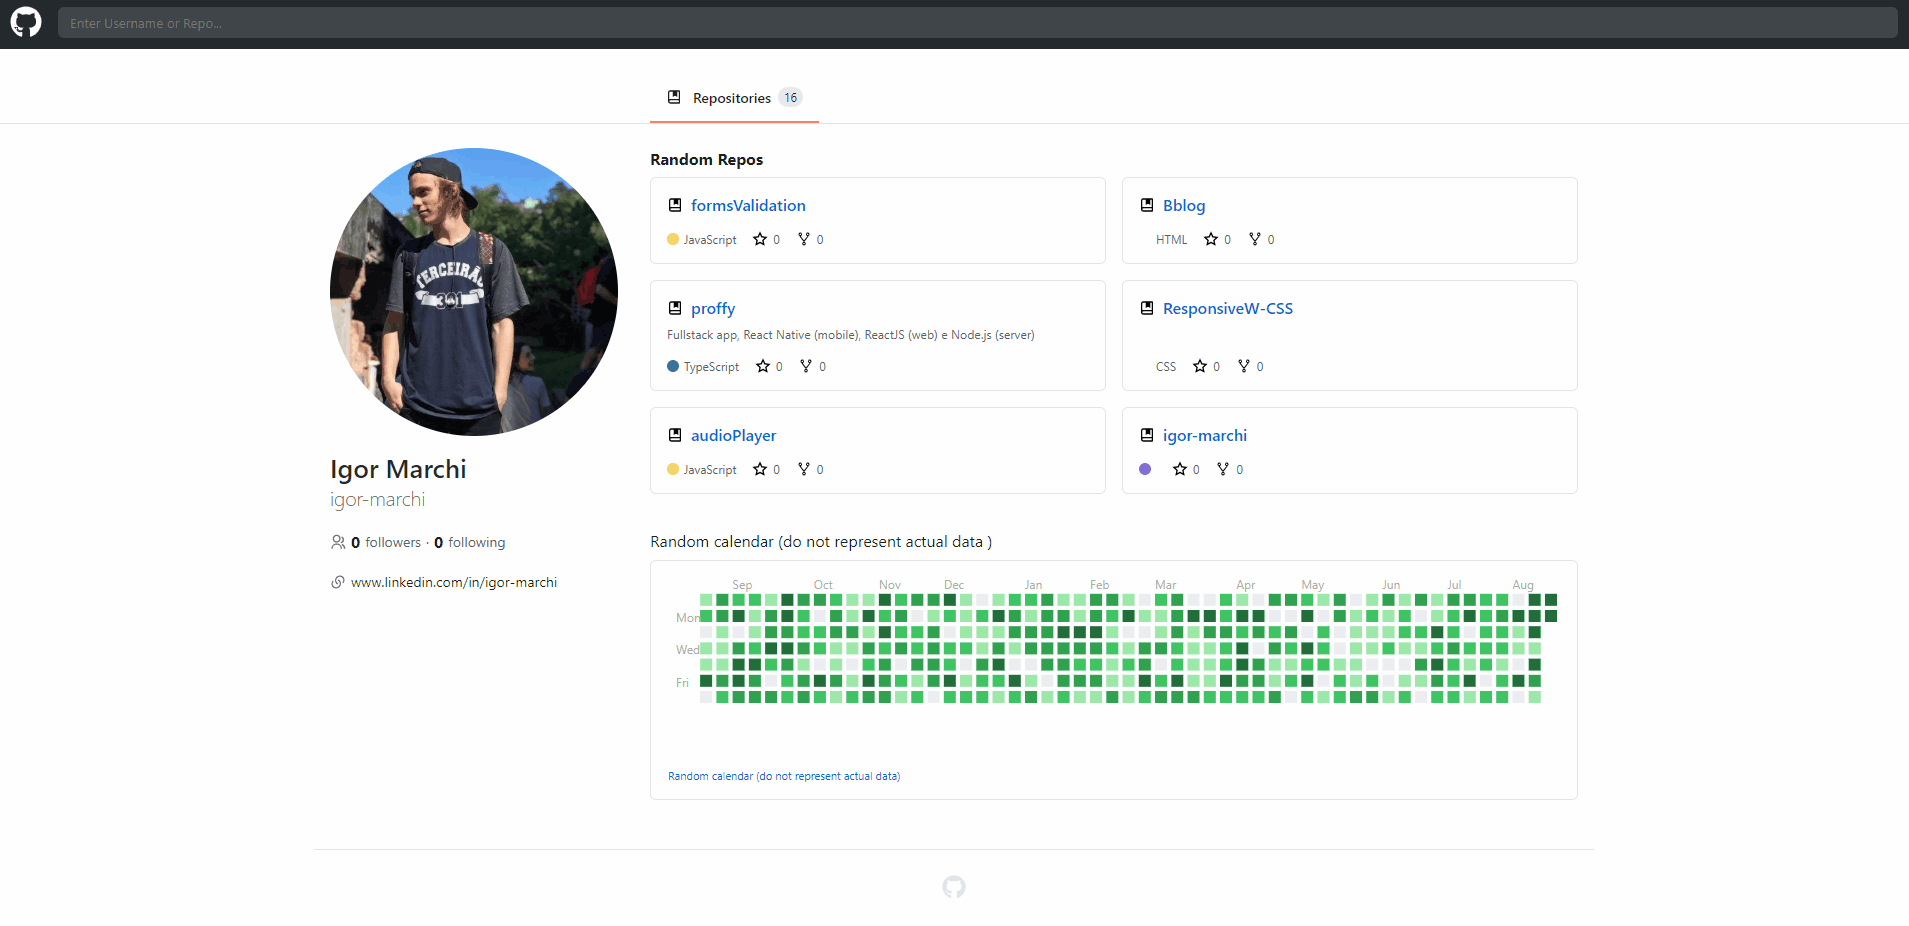 Enter Username or Repo...
Repositories 16
TERCEIRÃO
301
Igor Marchi
igor-marchi
0 followers · 0 following
www.linkedin.com/in/igor-marchi
Random Repos
formsValidation
JavaScript 0 0
Bblog
HTML 0 0
proffy
Fullstack app, React Native (mobile), ReactJS (web) e Node.js (server)
TypeScript 0 0
ResponsiveW-CSS
CSS 0 0
audioPlayer
JavaScript 0 0
igor-marchi
0 0
Random calendar (do not represent actual data )
Sep Oct Nov Dec Jan Feb Mar Apr May Jun Jul Aug
Mon
Wed
Fri
Random calendar (do not represent actual data)